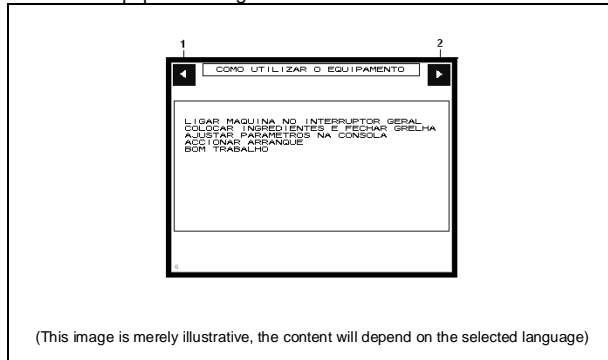 1 2
COMO UTILIZAR O EQUIPAMENTO
LIGAR MAQUINA NO INTERRUPTOR GERAL
COLOCAR INGREDIENTES E FECHAR GRELHA
AJUSTAR PARAMETROS NA CONSOLA
ACCIONAR ARRANQUE
BOM TRABALHO
(This image is merely illustrative, the content will depend on the selected language)